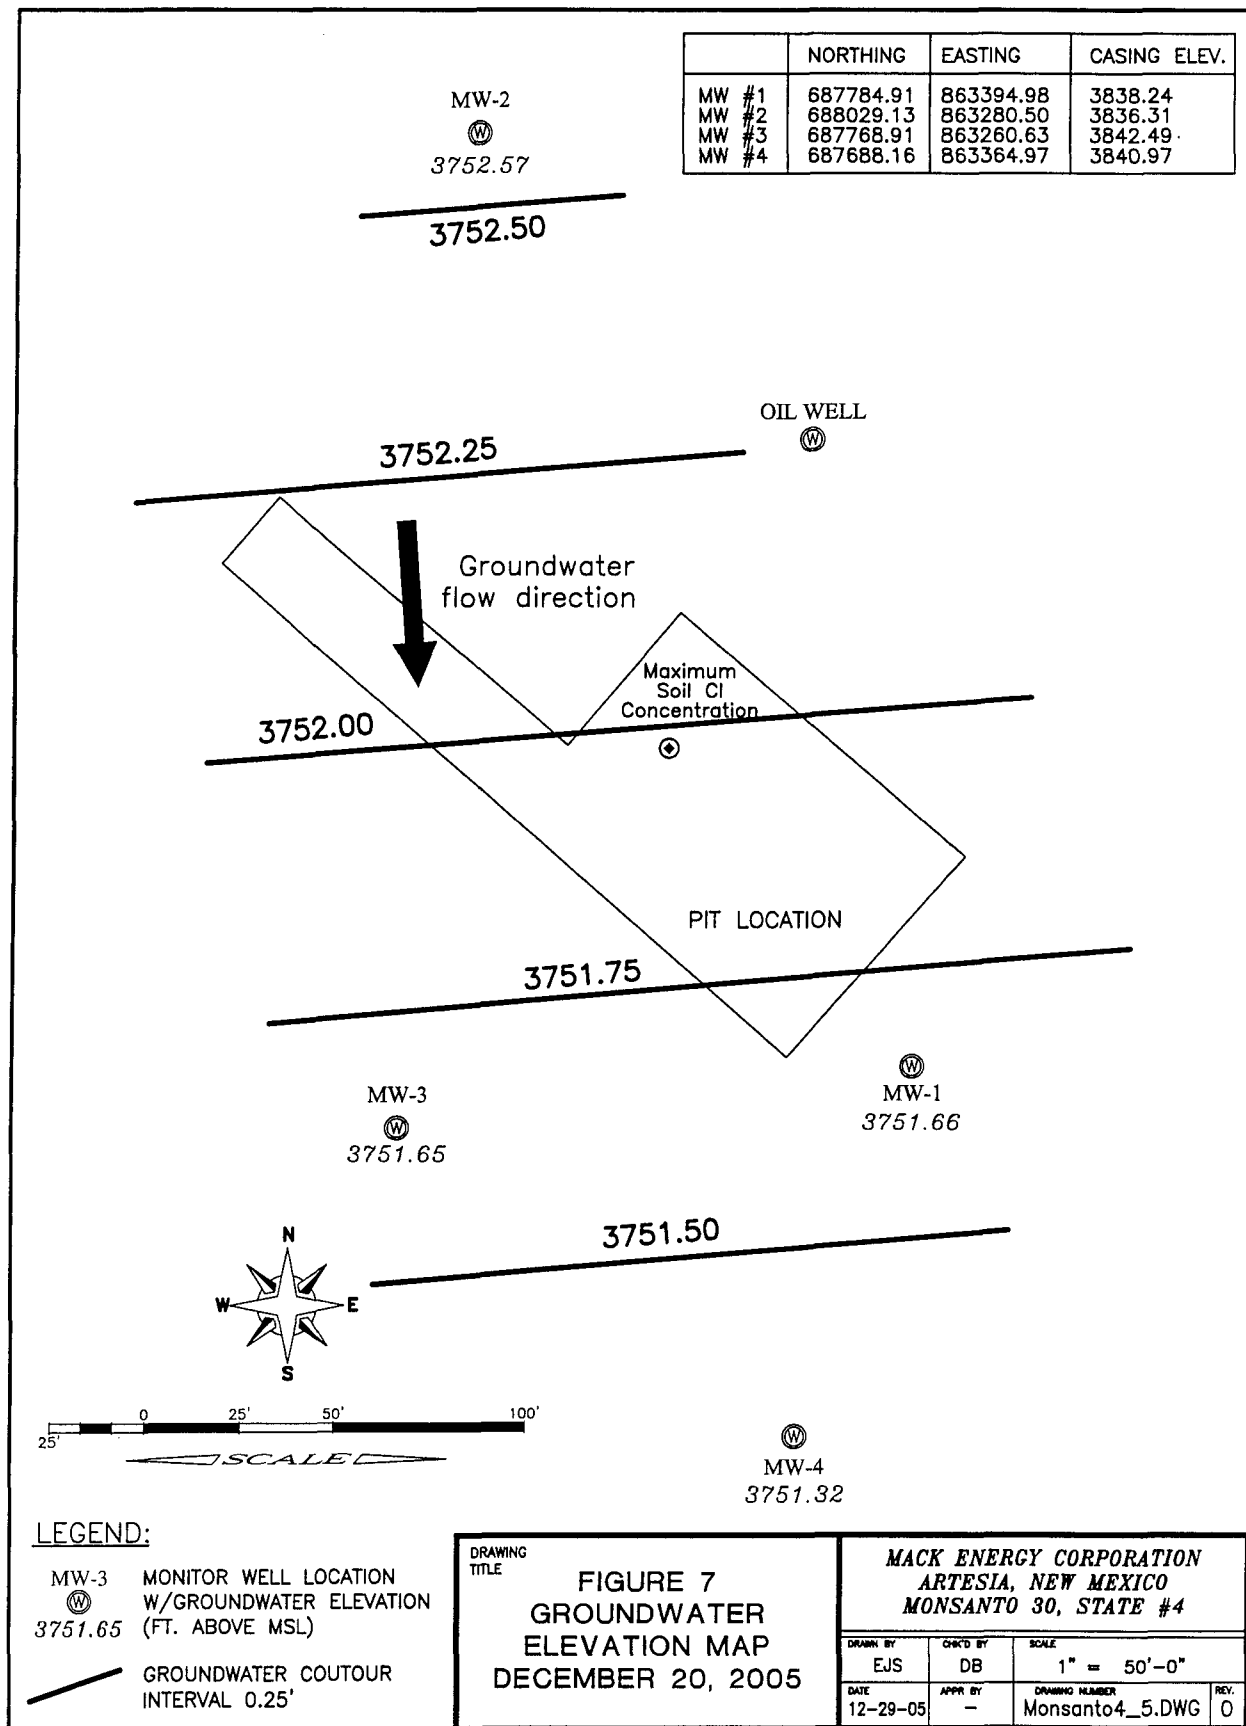 NORTHING EASTING CASING ELEV.
MW #1 687784.91 863394.98 3838.24
MW #2 688029.13 863280.50 3836.31
MW #3 687768.91 863260.63 3842.49
MW #4 687688.16 863364.97 3840.97
MW-2
W
3752.57
3752.50
OIL WELL
W
3752.25
Groundwater
flow direction
Maximum
Soil Cl
Concentration
3752.00
PIT LOCATION
3751.75
W
MW-1
3751.66
MW-3
W
3751.65
3751.50
N
W E
S
25' 0 25' 50' 100'
SCALE
W
MW-4
3751.32
LEGEND:
MW-3
W
3751.65
MONITOR WELL LOCATION
W/GROUNDWATER ELEVATION
(FT. ABOVE MSL)
GROUNDWATER COUTOUR
INTERVAL 0.25'
DRAWING
TITLE
FIGURE 7
GROUNDWATER
ELEVATION MAP
DECEMBER 20, 2005
MACK ENERGY CORPORATION
ARTESIA, NEW MEXICO
MONSANTO 30, STATE #4
DRAWN BY
EJS
CHK'D BY
DB
SCALE
1" = 50'-0"
DATE
12-29-05
APPR BY
-
DRAWING NUMBER
Monsanto4_5.DWG
REV.
0